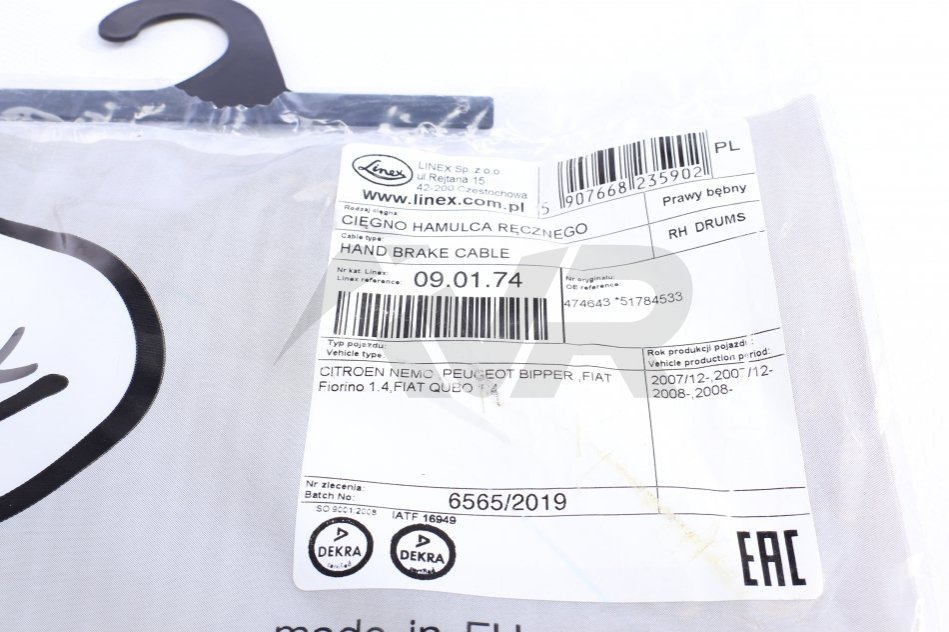 Linex
LINEX Sp. z o.o.
ul Rejtana 15
42-200 Częstochowa
www.linex.com.pl
5 907668 235902
PL
Rodzaj cięgna:
CIĘGNO HAMULCA RĘCZNEGO
Prawy bębny
Cable type:
HAND BRAKE CABLE
RH DRUMS
Nr kat. Linex:
Linex reference:
09.01.74
Nr oryginału:
OE reference:
474643 *51784533
AVR
Typ pojazdu:
Vehicle type:
CITROEN NEMO ,PEUGEOT BIPPER ,FIAT
Fiorino 1.4,FIAT QUBO 1.4
Rok produkcji pojazdu:
Vehicle production period:
2007/12-,2007/12-
2008-,2008-
Nr zlecenia:
Batch No:
6565/2019
ISO 9001:2008
IATF 16949
DEKRA
certified
DEKRA
certified
EAC
made in EU